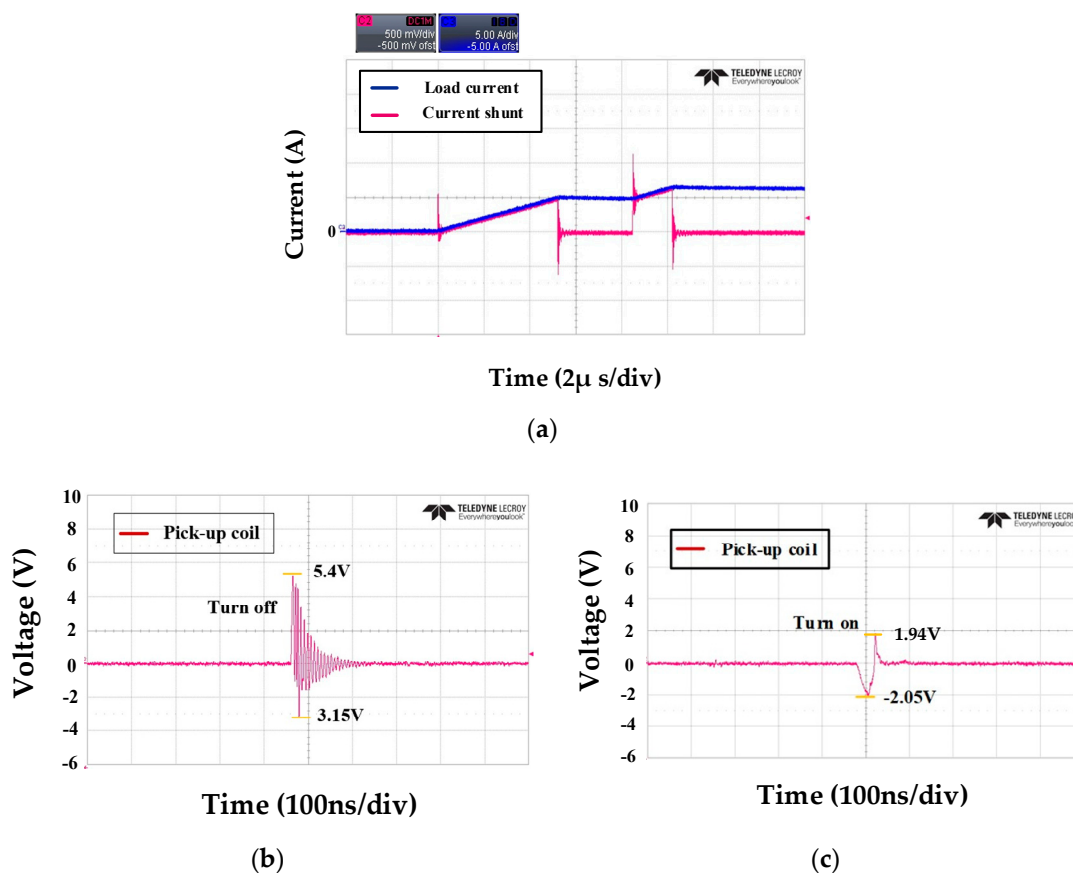 C2 DC1M
500 mV/div 5.00 A/div
-500 mV ofst -5.00 A ofst
TELEDYNE LECROY
Everywhereyoulook
Load current
Current shunt
Current (A)
0
Time (2μ s/div)
(a)
10
8
6
4
2
0
-2
-4
-6
Voltage (V)
TELEDYNE LECROY
Everywhereyoulook
Pick-up coil
5.4V
Turn off
3.15V
Time (100ns/div)
(b)
10
8
6
4
2
0
-2
-4
-6
Voltage (V)
TELEDYNE LECROY
Everywhereyoulook
Pick-up coil
Turn on
1.94V
-2.05V
Time (100ns/div)
(c)